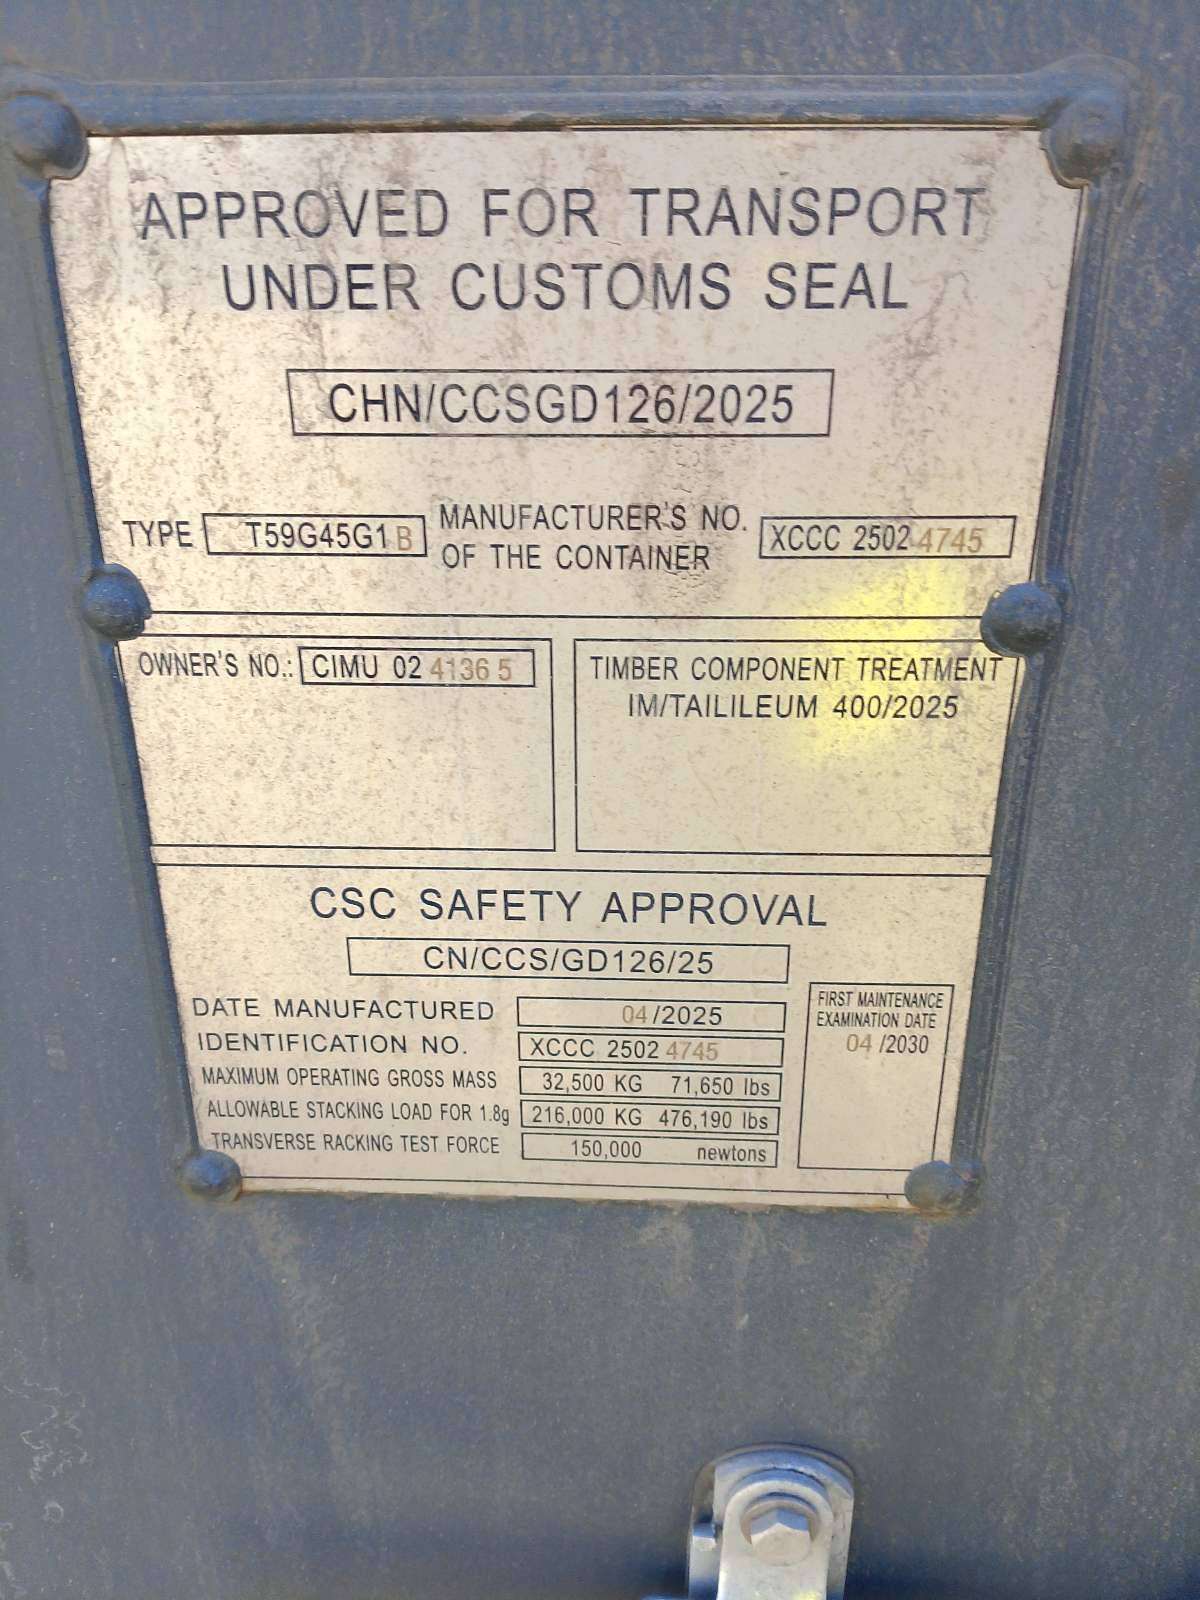 APPROVED FOR TRANSPORT
UNDER CUSTOMS SEAL
CHN/CCSGD126/2025
TYPE T59G45G1B MANUFACTURER'S NO. OF THE CONTAINER XCCC 2502 4745
OWNER'S NO.: CIMU 02 4136 5
TIMBER COMPONENT TREATMENT
IM/TAILILEUM 400/2025
CSC SAFETY APPROVAL
CN/CCS/GD126/25
DATE MANUFACTURED 04/2025
IDENTIFICATION NO. XCCC 2502 4745
MAXIMUM OPERATING GROSS MASS 32,500 KG 71,650 lbs
ALLOWABLE STACKING LOAD FOR 1.8g 216,000 KG 476,190 lbs
TRANSVERSE RACKING TEST FORCE 150,000 newtons
FIRST MAINTENANCE
EXAMINATION DATE
04 /2030